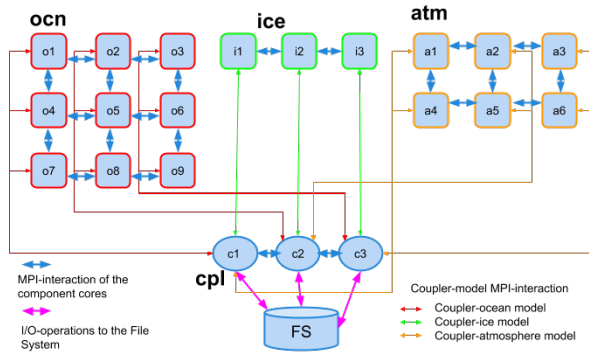 ocn
ice
atm
o1
o2
o3
i1
i2
i3
a1
a2
a3
o4
o5
o6
a4
a5
a6
o7
o8
o9
c1
c2
c3
cpl
MPI-interaction of the
component cores
I/O-operations to the File
System
FS
Coupler-model MPI-interaction
Coupler-ocean model
Coupler-ice model
Coupler-atmosphere model